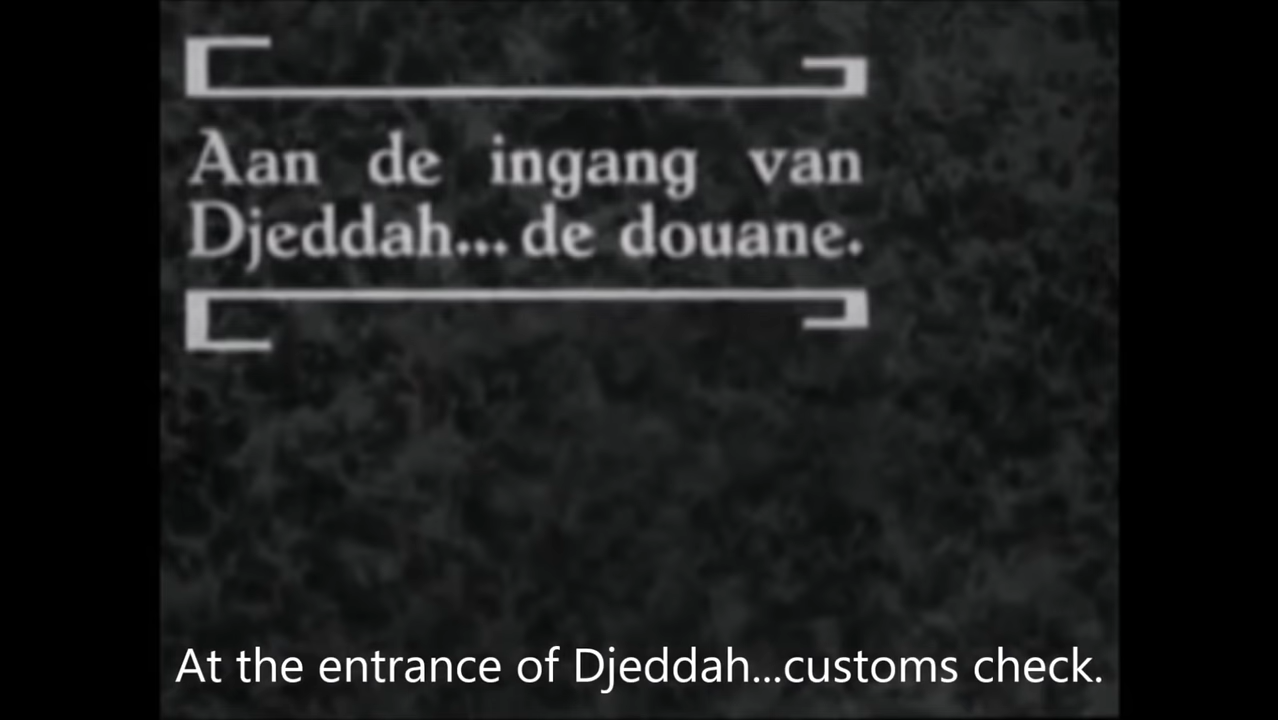 Aan de ingang van
Djeddah... de douane.
At the entrance of Djeddah...customs check.